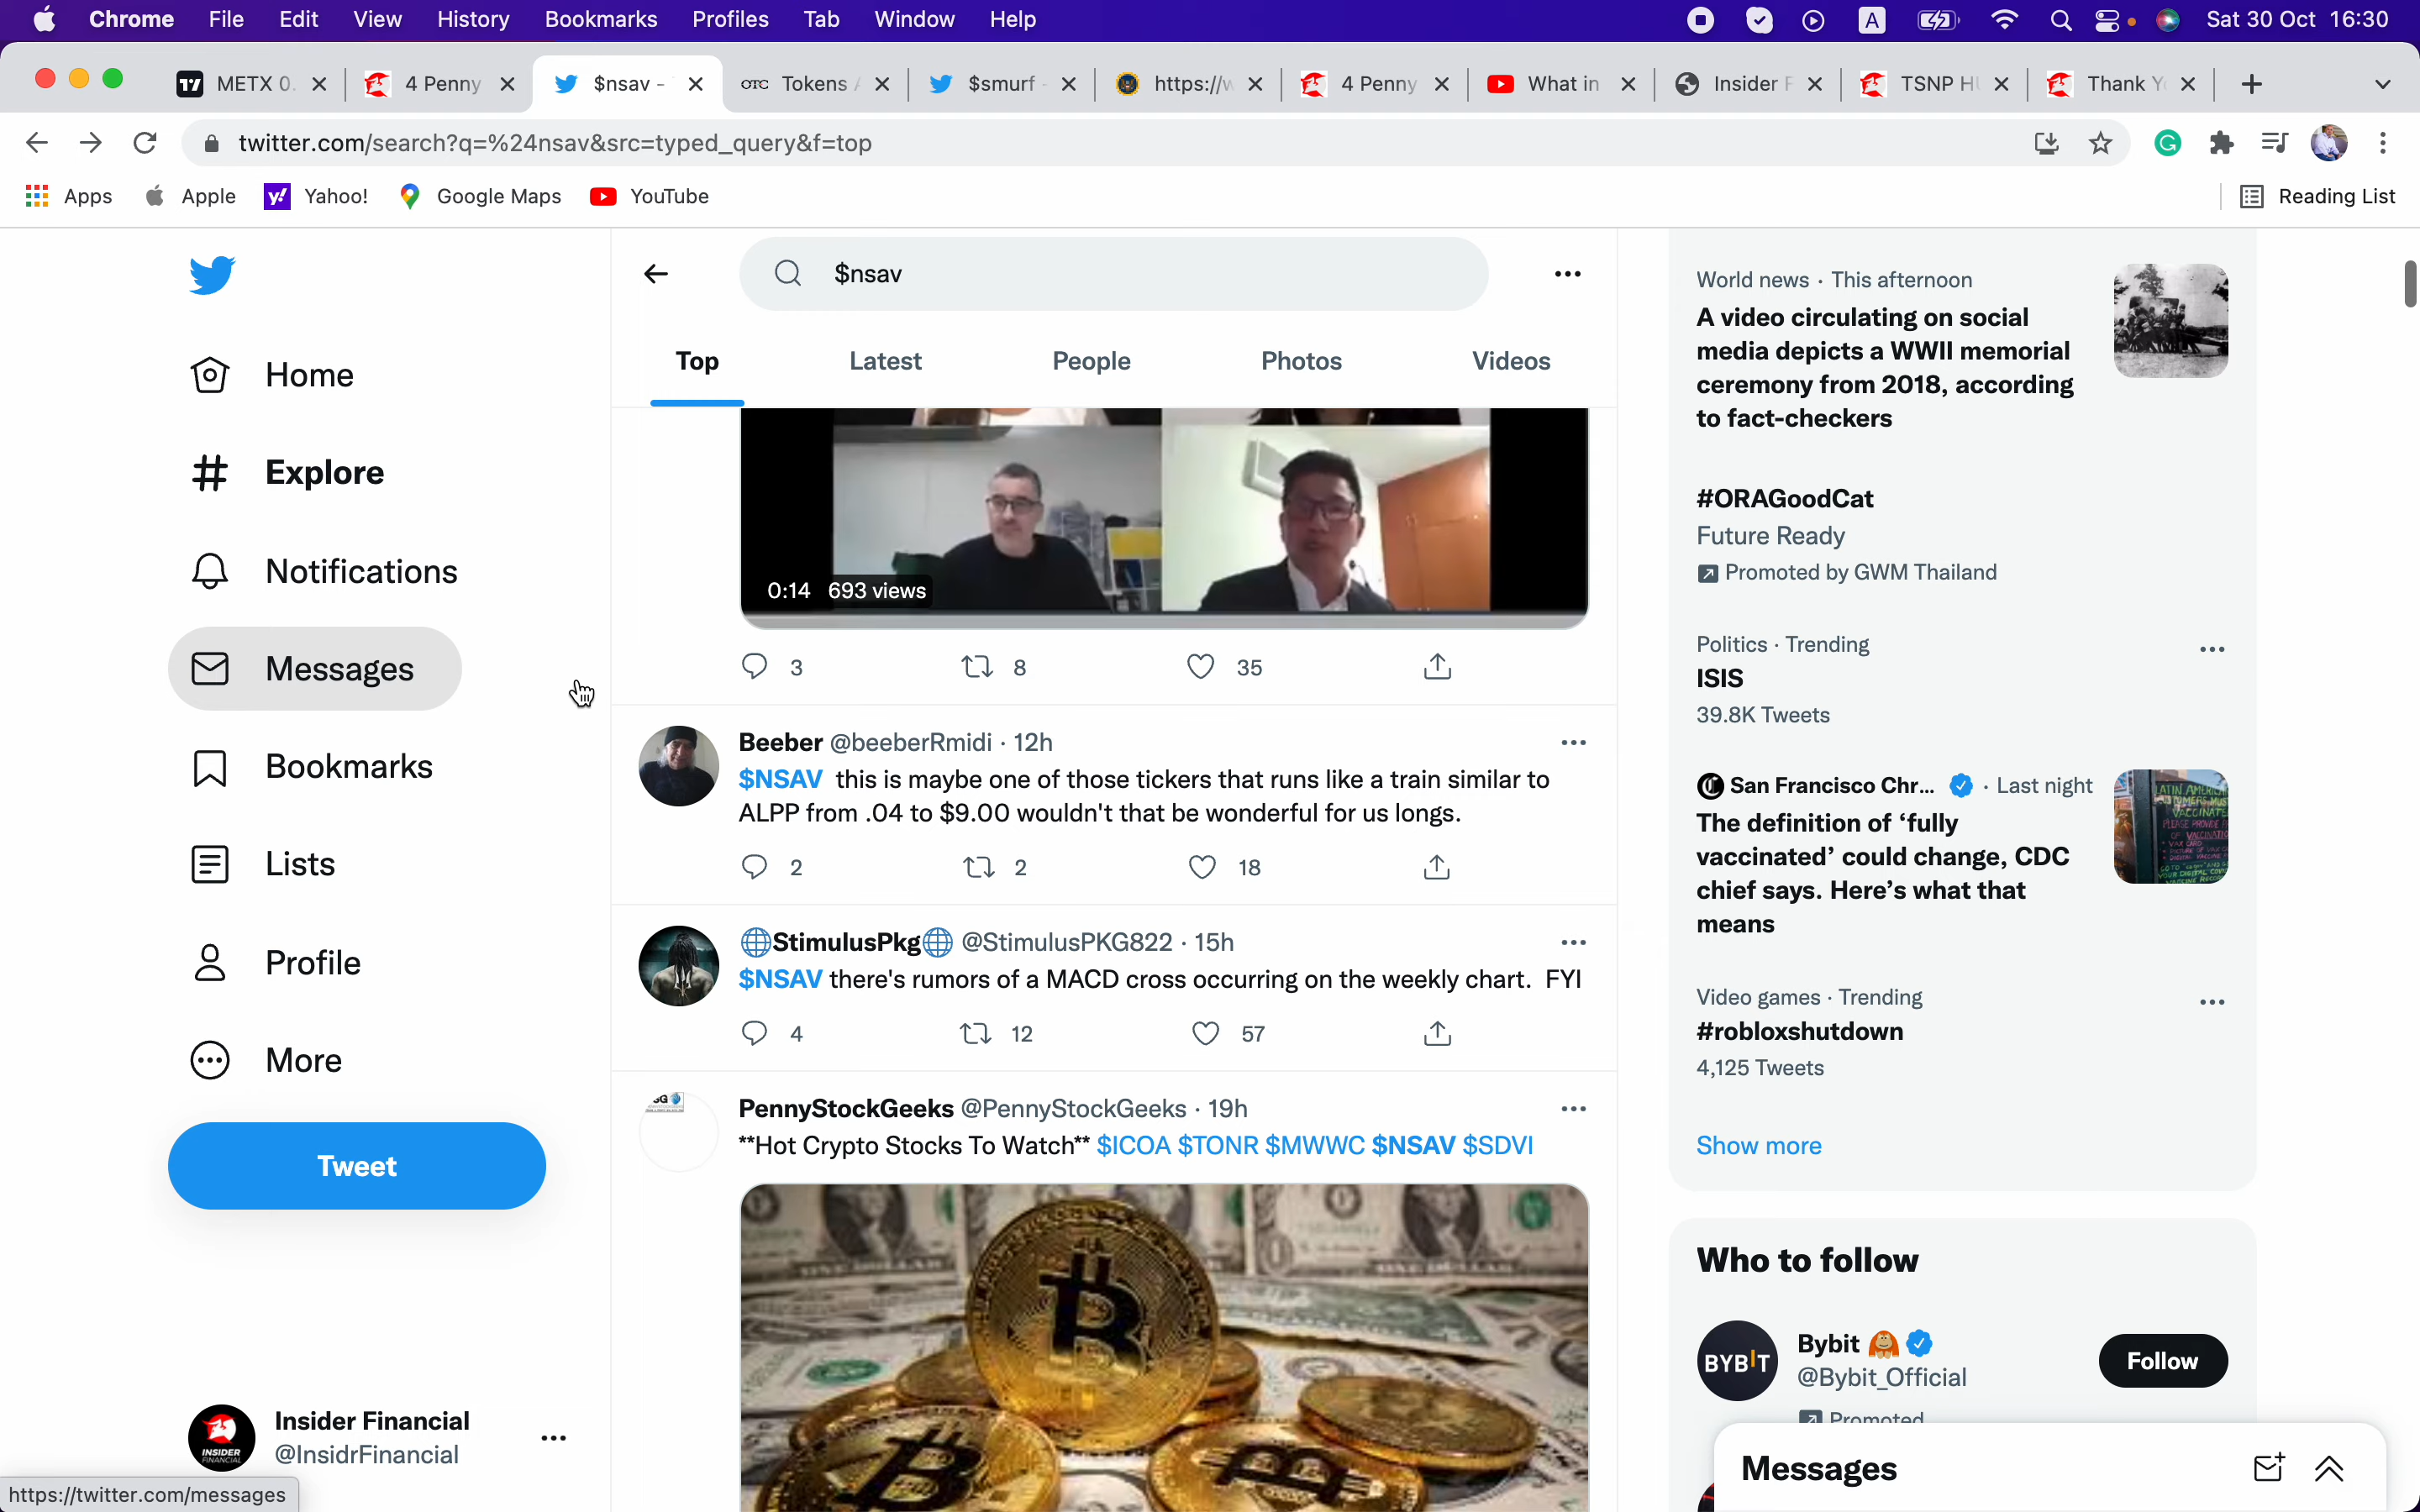 Chrome File Edit View History Bookmarks Profiles Tab Window Help A Sat 30 Oct 16:30
METX 0. 4 Penny $nsav - OTC Tokens $smurf - https://w 4 Penny What in Insider F TSNP H Thank Y
twitter.com/search?q=%24nsav&src=typed_query&f=top
Apps Apple Yahoo! Google Maps YouTube Reading List
$nsav
Top Latest People Photos Videos
Home
Explore
Notifications
Messages
Bookmarks
Lists
Profile
More
Tweet
Insider Financial
@InsidrFinancial
INSIDER
FINANCIAL
https://twitter.com/messages
0:14 693 views
3 8 35
Beeber @beeberRmidi · 12h
$NSAV this is maybe one of those tickers that runs like a train similar to
ALPP from .04 to $9.00 wouldn't that be wonderful for us longs.
2 2 18
StimulusPkg @StimulusPKG822 · 15h
$NSAV there's rumors of a MACD cross occurring on the weekly chart. FYI
4 12 57
PennyStockGeeks @PennyStockGeeks · 19h
**Hot Crypto Stocks To Watch** $ICOA $TONR $MWWC $NSAV $SDVI
World news · This afternoon
A video circulating on social
media depicts a WWII memorial
ceremony from 2018, according
to fact-checkers
#ORAGoodCat
Future Ready
Promoted by GWM Thailand
Politics · Trending
ISIS
39.8K Tweets
San Francisco Chr... · Last night
The definition of ‘fully
vaccinated’ could change, CDC
chief says. Here’s what that
means
Video games · Trending
#robloxshutdown
4,125 Tweets
Show more
Who to follow
BYBIT
Bybit
@Bybit_Official
Follow
Promoted
Messages